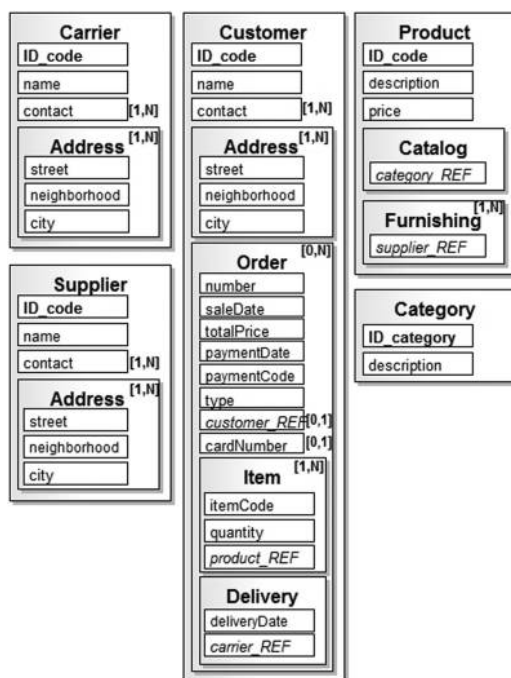 Carrier
ID_code
name
contact [1,N]
Address [1,N]
street
neighborhood
city
Supplier
ID_code
name
contact [1,N]
Address [1,N]
street
neighborhood
city
Customer
ID_code
name
contact [1,N]
Address [1,N]
street
neighborhood
city
Order [0,N]
number
saleDate
totalPrice
paymentDate
paymentCode
type
customer_REF [0,1]
cardNumber [0,1]
Item [1,N]
itemCode
quantity
product_REF
Delivery
deliveryDate
carrier_REF
Product
ID_code
description
price
Catalog
category_REF
Furnishing [1,N]
supplier_REF
Category
ID_category
description